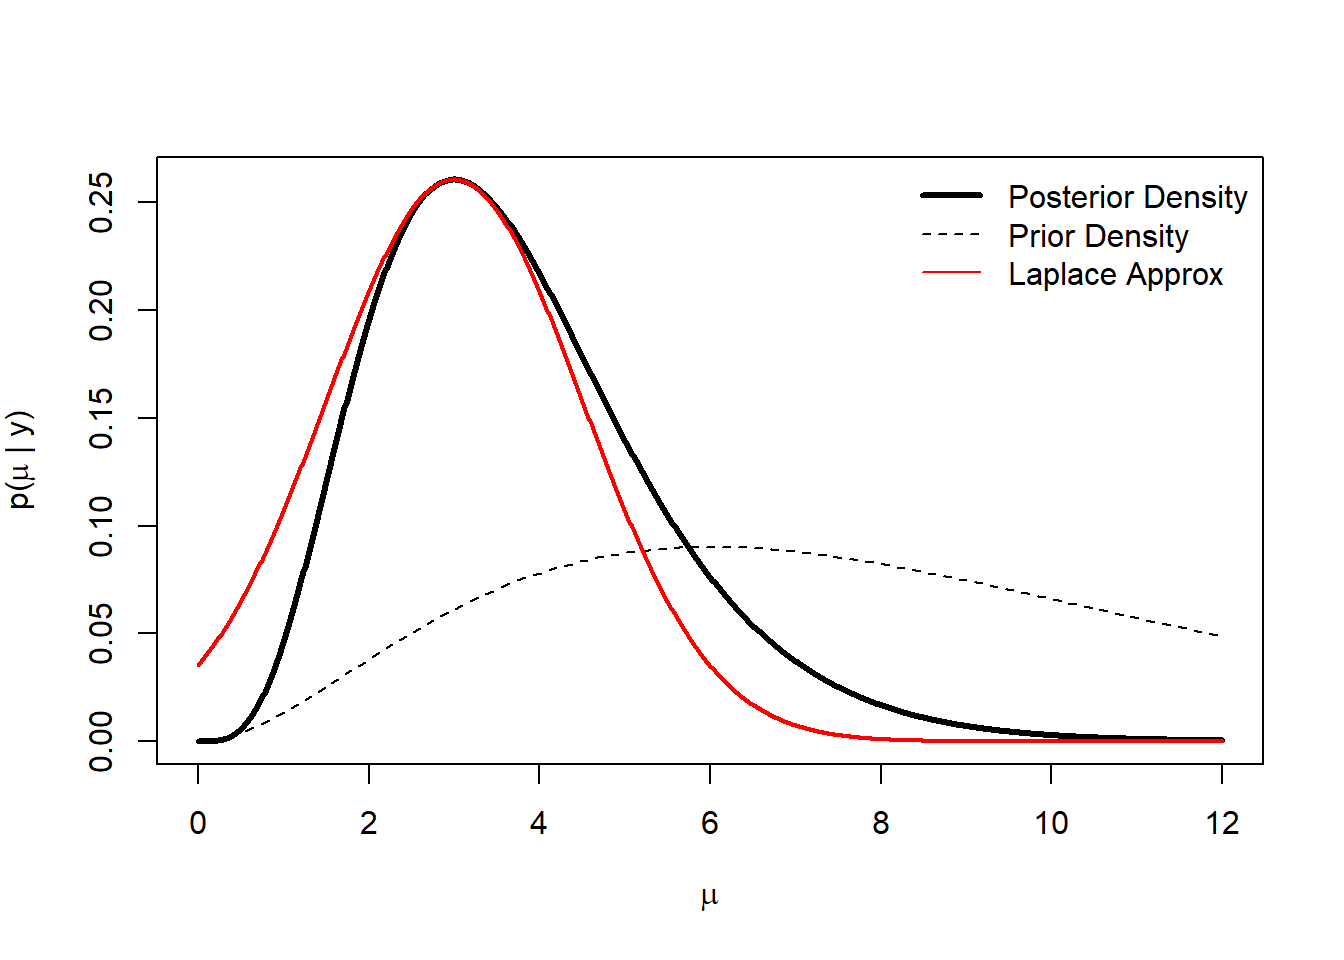 Posterior Density
Prior Density
Laplace Approx
p(μ | y)
0.25
0.20
0.15
0.10
0.05
0.00
0 2 4 6 8 10 12
μ